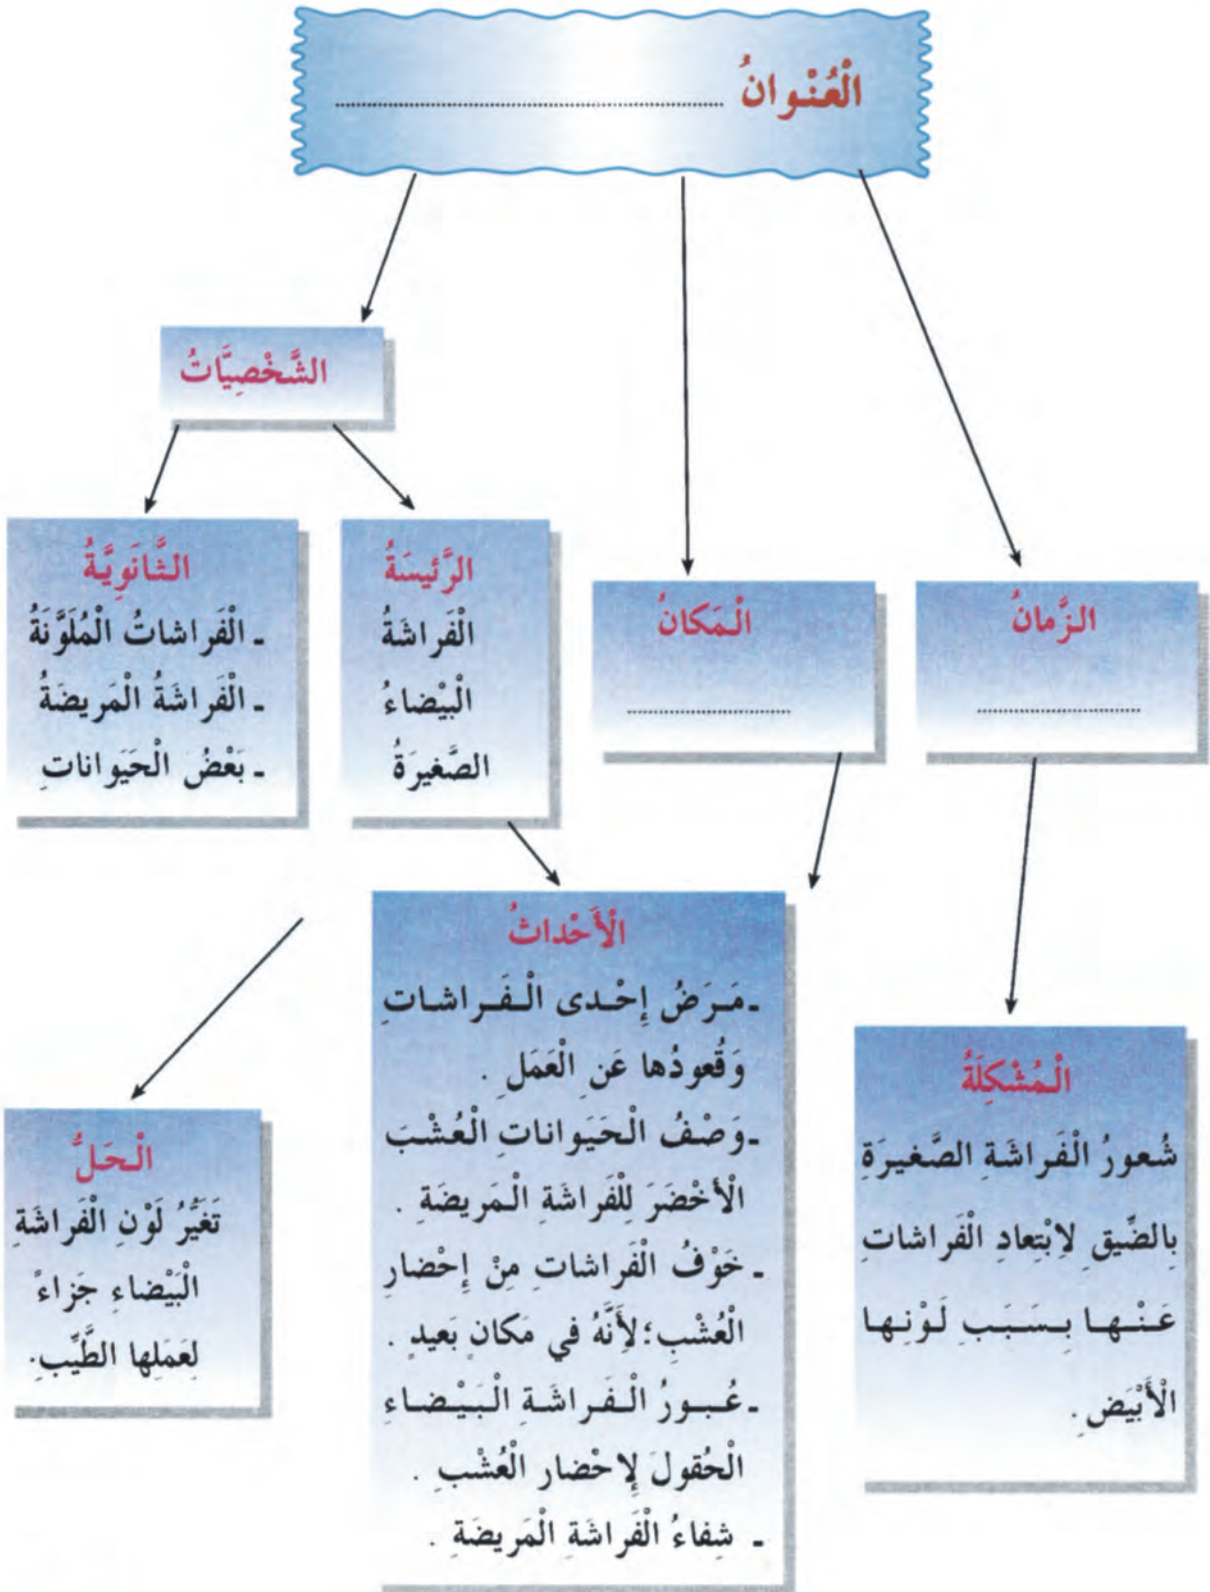 الْعُنْوانُ ........................
الشَّخْصِيَّاتُ
الزَّمانُ
........................
الْمَكانُ
........................
الرَّئيسَةُ
الْفَراشَةُ
الْبَيْضاءُ
الصَّغيرَةُ
الثَّانَوِيَّةُ
- الْفَراشاتُ الْمُلَوَّنَةُ
- الْفَراشَةُ الْمَريضَةُ
- بَعْضُ الْحَيَواناتِ
الْمُشْكِلَةُ
شُعورُ الْفَراشَةِ الصَّغيرَةِ
بِالضِّيقِ لِابْتِعادِ الْفَراشاتِ
عَنْها بِسَبَبِ لَوْنِها
الْأَبْيَضِ .
الْأَحْداثُ
- مَرَضُ إِحْدى الْفَراشاتِ
وَقُعودُها عَنِ الْعَمَلِ .
- وَصْفُ الْحَيَواناتِ الْعُشْبَ
الْأَخْضَرَ لِلْفَراشَةِ الْمَريضَةِ .
- خَوْفُ الْفَراشاتِ مِنْ إِحْضارِ
الْعُشْبِ؛ لِأَنَّهُ في مَكانٍ بَعيدٍ .
- عُبورُ الْفَراشَةِ الْبَيْضاءِ
الْحُقولَ لِإحْضارِ الْعُشْبِ .
- شِفاءُ الْفَراشَةِ الْمَريضَةِ .
الْحَلُّ
تَغَيُّرُ لَوْنِ الْفَراشَةِ
الْبَيْضاءِ جَزاءً
لِعَمَلِها الطَّيِّبِ.